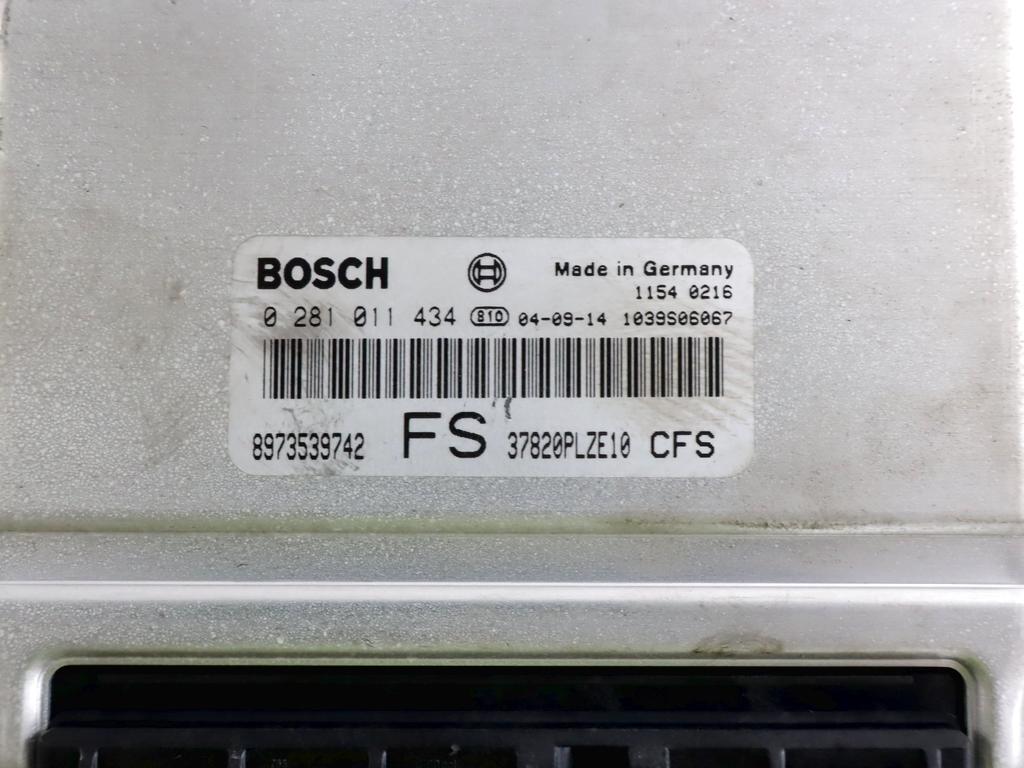 BOSCH Made in Germany
1154 0216
0 281 011 434 810 04-09-14 1039S06067
8973539742 FS 37820PLZE10 CFS